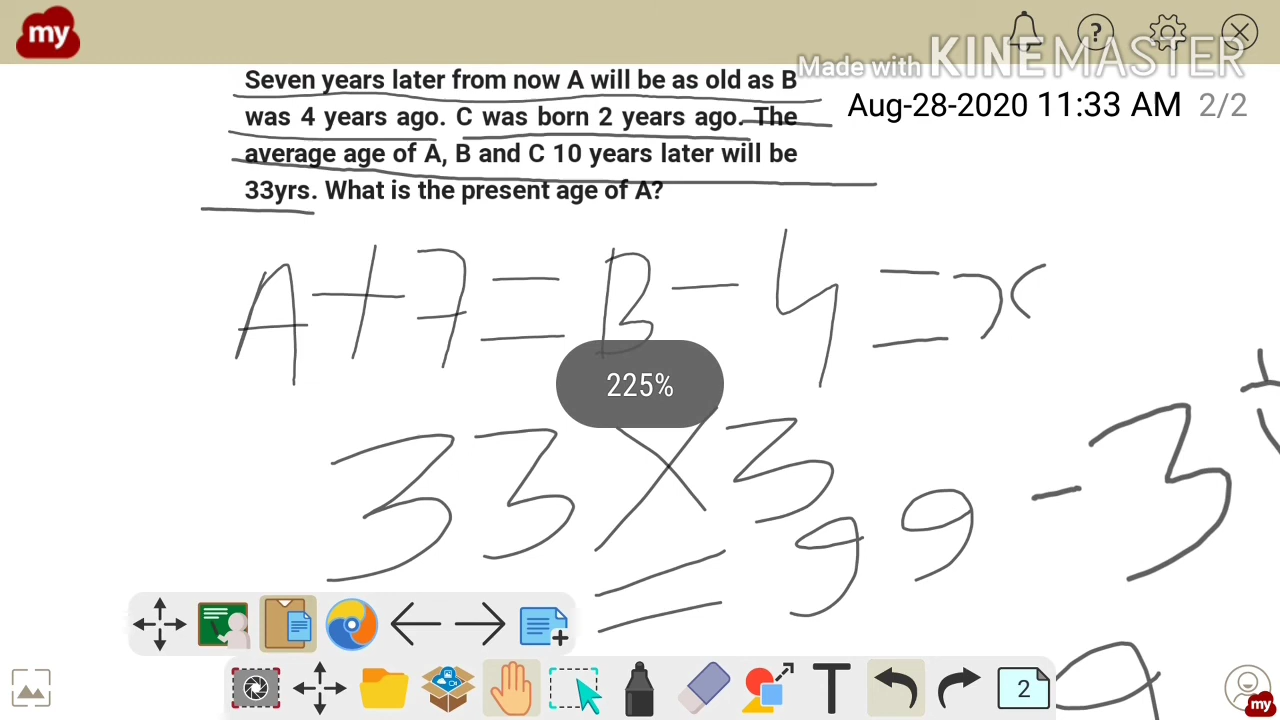 my
Made with KINEMASTER
Aug-28-2020 11:33 AM 2/2
Seven years later from now A will be as old as B
was 4 years ago. C was born 2 years ago. The
average age of A, B and C 10 years later will be
33yrs. What is the present age of A?
A+7=B-4=x
225%
33×3
=99-3
9
T
2
my